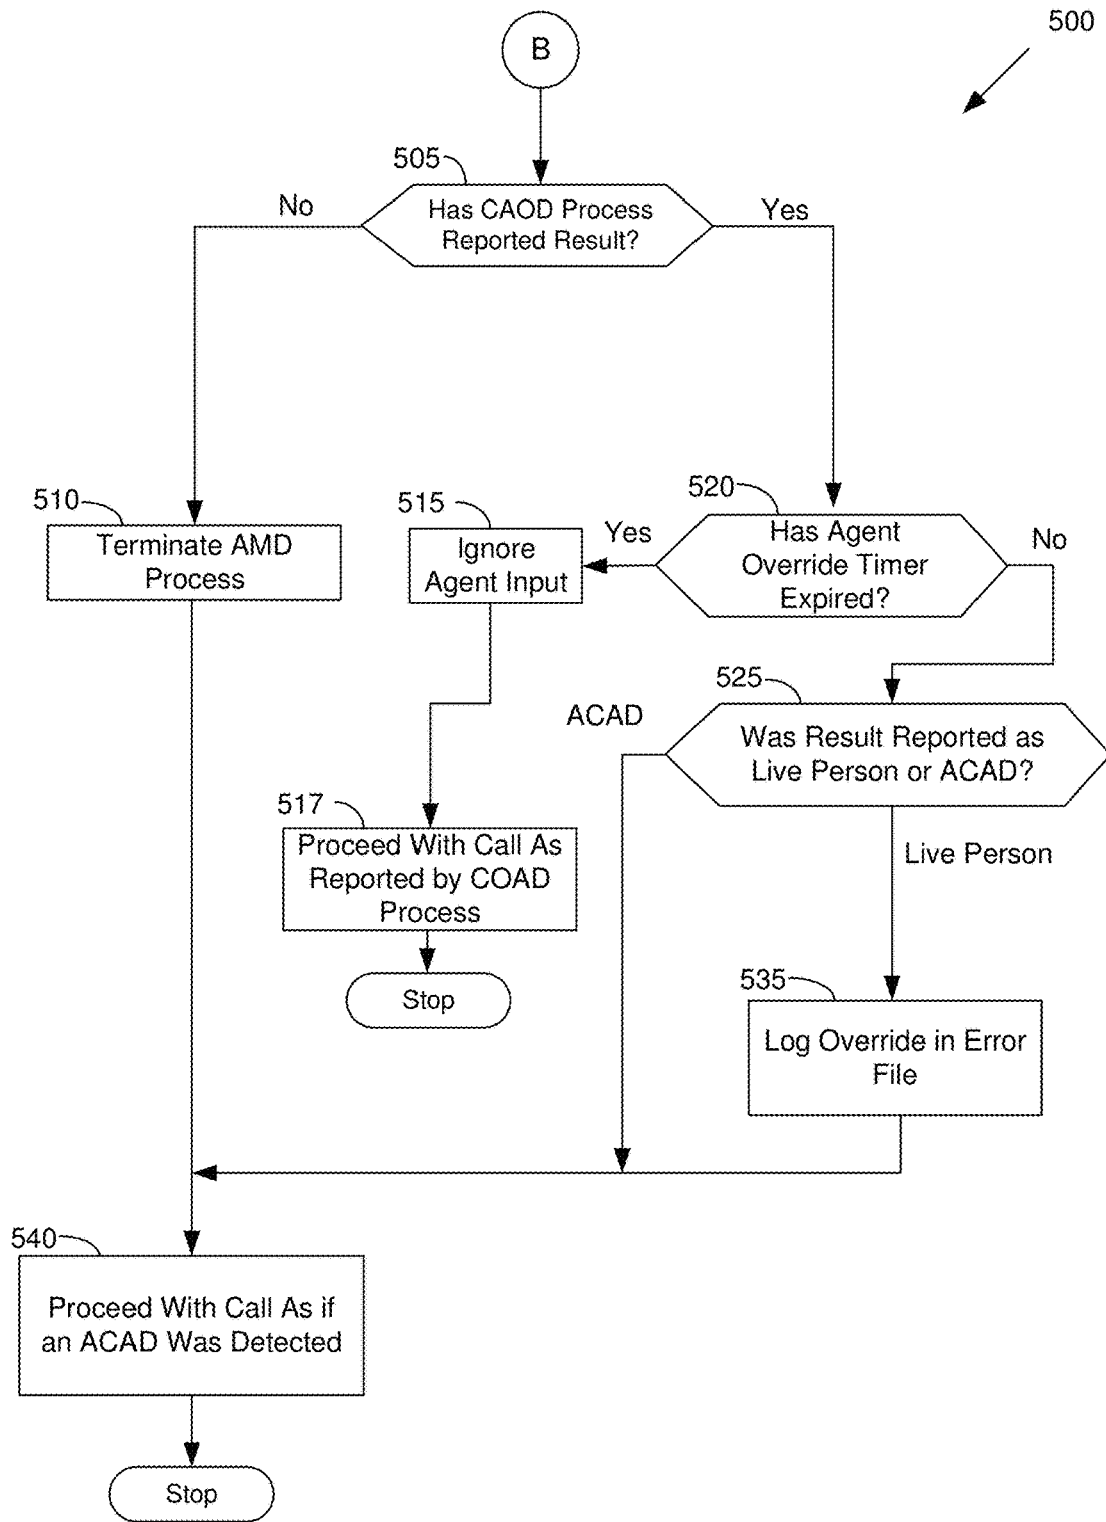 500
B
505
Has CAOD Process
Reported Result?
No
Yes
510
Terminate AMD
Process
515
Ignore
Agent Input
Yes
520
Has Agent
Override Timer
Expired?
No
525
Was Result Reported as
Live Person or ACAD?
ACAD
Live Person
517
Proceed With Call As
Reported by COAD
Process
Stop
535
Log Override in Error
File
540
Proceed With Call As if
an ACAD Was Detected
Stop